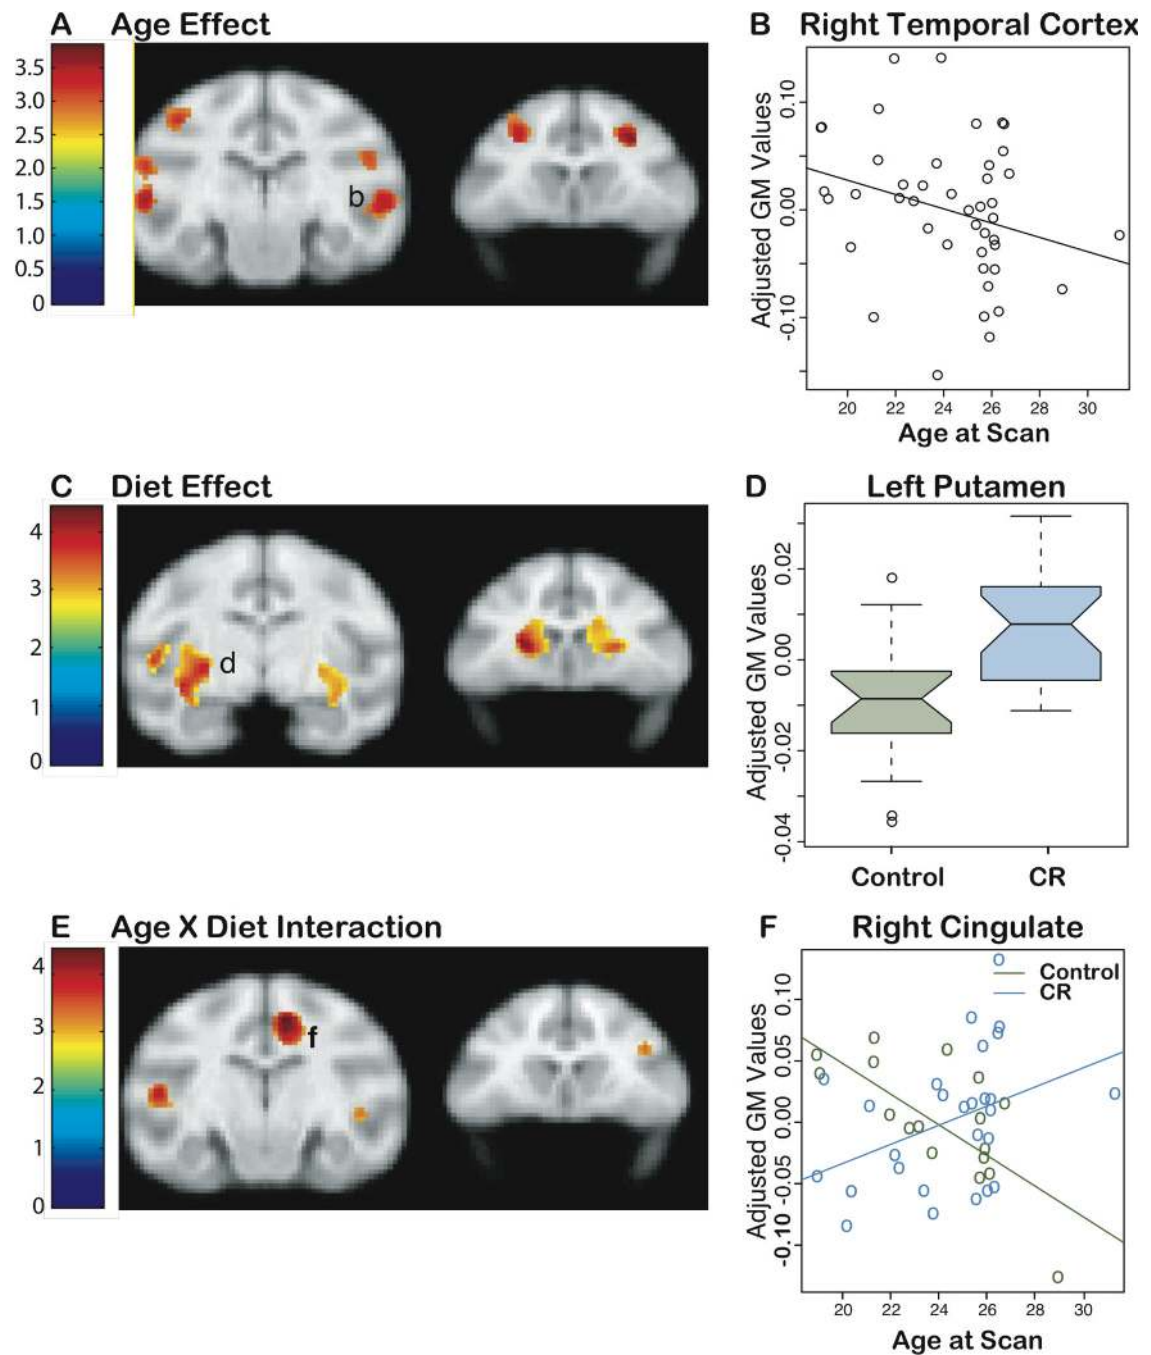 A Age Effect
3.5
3.0
2.5
2.0
1.5
1.0
0.5
0
b
B Right Temporal Cortex
Adjusted GM Values
0.10
0.00
-0.10
20 22 24 26 28 30
Age at Scan
C Diet Effect
4
3
2
1
0
d
D Left Putamen
Adjusted GM Values
0.02
0.00
-0.02
-0.04
Control CR
E Age X Diet Interaction
4
3
2
1
0
f
F Right Cingulate
Control
CR
Adjusted GM Values
0.10
0.05
0.00
-0.05
-0.10
20 22 24 26 28 30
Age at Scan